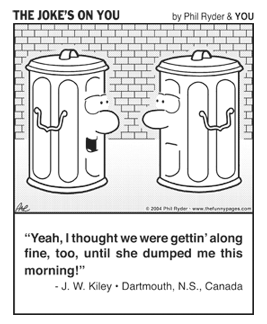 THE JOKE'S ON YOU by Phil Ryder & YOU
© 2004 Phil Ryder - www.thefunnypages.com
“Yeah, I thought we were gettin’ along
fine, too, until she dumped me this
morning!”
- J. W. Kiley • Dartmouth, N.S., Canada